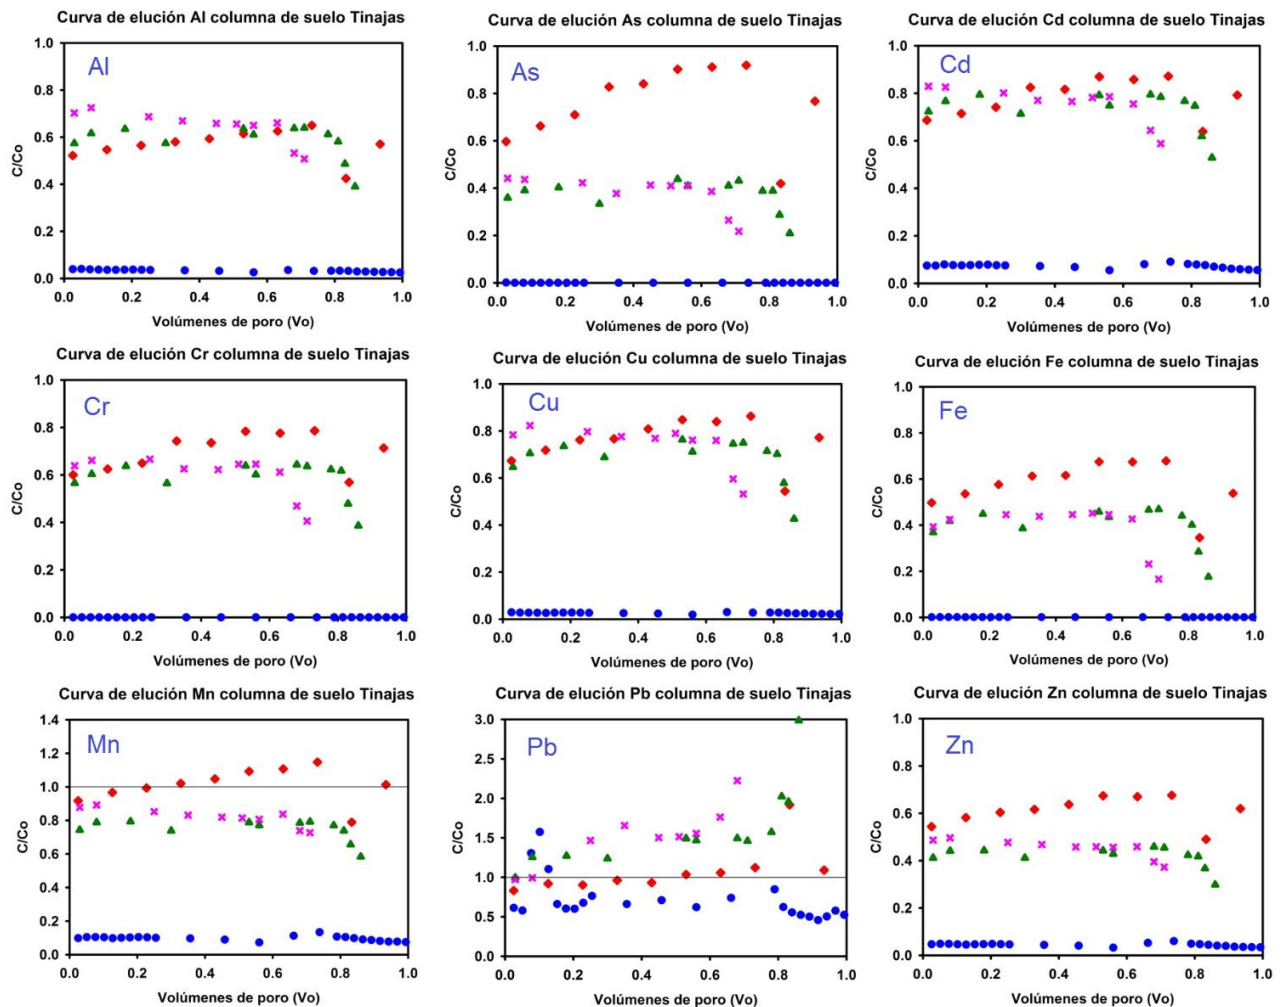 Curva de elución Al columna de suelo Tinajas
Curva de elución As columna de suelo Tinajas
Curva de elución Cd columna de suelo Tinajas
1.0
0.8
0.6
0.4
0.2
0.0
C/Co
Al
0.0 0.2 0.4 0.6 0.8 1.0
Volúmenes de poro (Vo)
1.0
0.8
0.6
0.4
0.2
0.0
C/Co
As
0.0 0.2 0.4 0.6 0.8 1.0
Volúmenes de poro (Vo)
1.0
0.8
0.6
0.4
0.2
0.0
C/Co
Cd
0.0 0.2 0.4 0.6 0.8 1.0
Volúmenes de poro (Vo)
Curva de elución Cr columna de suelo Tinajas
Curva de elución Cu columna de suelo Tinajas
Curva de elución Fe columna de suelo Tinajas
1.0
0.8
0.6
0.4
0.2
0.0
C/Co
Cr
0.0 0.2 0.4 0.6 0.8 1.0
Volúmenes de poro (Vo)
1.0
0.8
0.6
0.4
0.2
0.0
C/Co
Cu
0.0 0.2 0.4 0.6 0.8 1.0
Volúmenes de poro (Vo)
1.0
0.8
0.6
0.4
0.2
0.0
C/Co
Fe
0.0 0.2 0.4 0.6 0.8 1.0
Volúmenes de poro (Vo)
Curva de elución Mn columna de suelo Tinajas
Curva de elución Pb columna de suelo Tinajas
Curva de elución Zn columna de suelo Tinajas
1.4
1.2
1.0
0.8
0.6
0.4
0.2
0.0
C/Co
Mn
0.0 0.2 0.4 0.6 0.8 1.0
Volúmenes de poro (Vo)
3.0
2.5
2.0
1.5
1.0
0.5
0.0
C/Co
Pb
0.0 0.2 0.4 0.6 0.8 1.0
Volúmenes de poro (Vo)
1.0
0.8
0.6
0.4
0.2
0.0
C/Co
Zn
0.0 0.2 0.4 0.6 0.8 1.0
Volúmenes de poro (Vo)